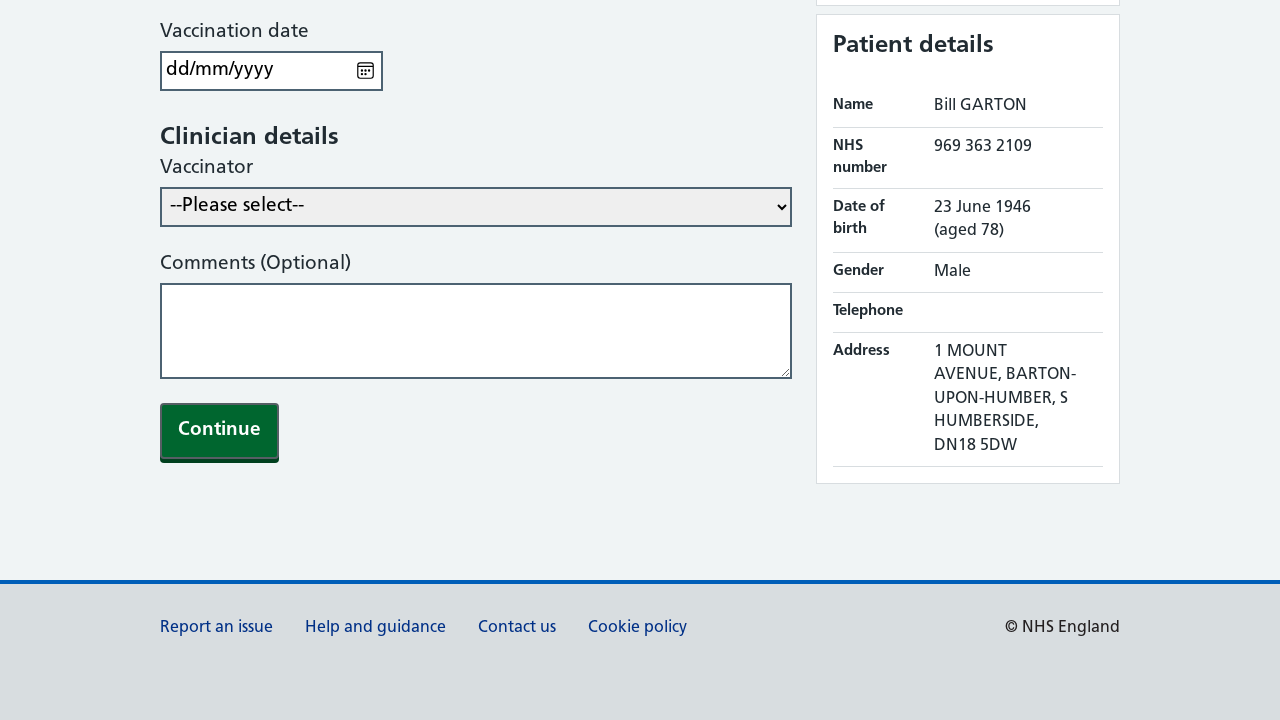 Vaccination date
dd/mm/yyyy
Clinician details
Vaccinator
--Please select--
Comments (Optional)
Continue
Patient details
Name Bill GARTON
NHS number 969 363 2109
Date of birth 23 June 1946 (aged 78)
Gender Male
Telephone
Address 1 MOUNT
AVENUE, BARTON-
UPON-HUMBER, S
HUMBERSIDE,
DN18 5DW
Report an issue Help and guidance Contact us Cookie policy © NHS England